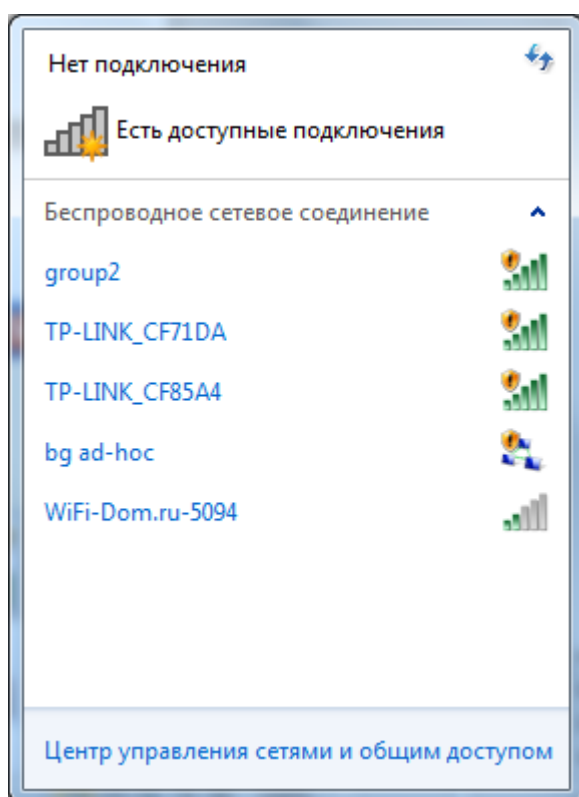 Нет подключения
Есть доступные подключения
Беспроводное сетевое соединение
group2
TP-LINK_CF71DA
TP-LINK_CF85A4
bg ad-hoc
WiFi-Dom.ru-5094
Центр управления сетями и общим доступом